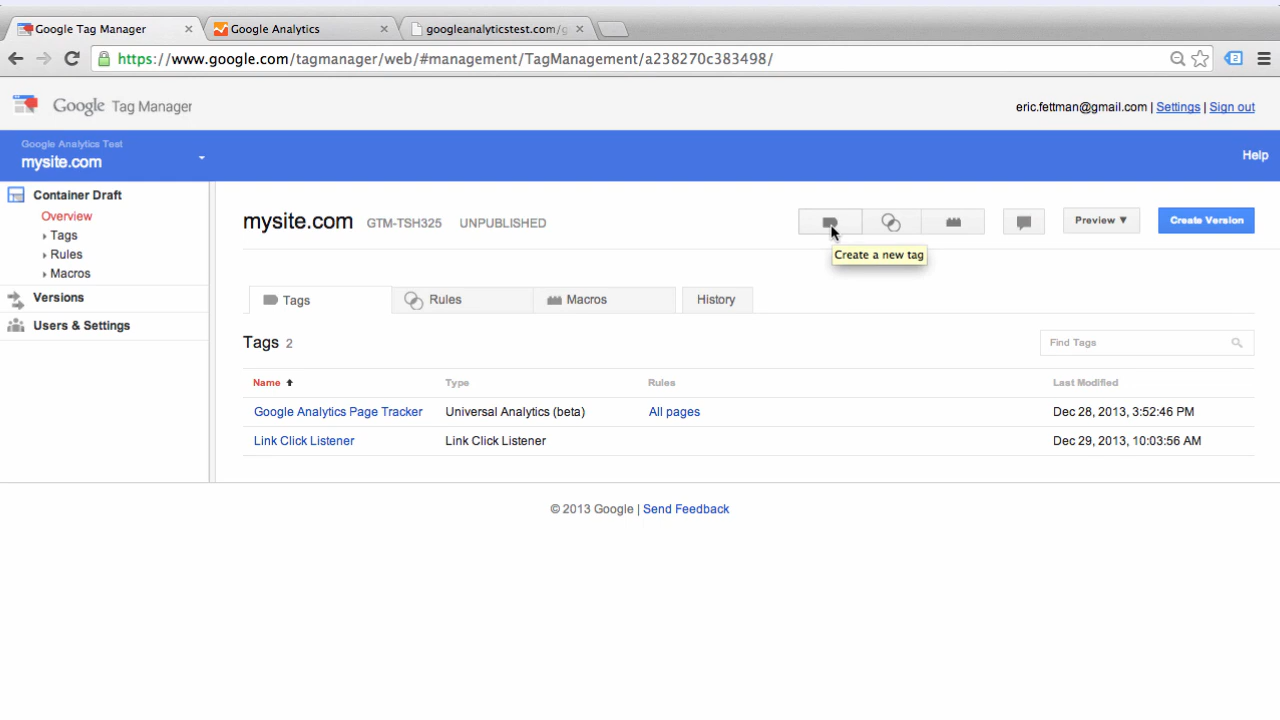 Google Tag Manager
Google Analytics
googleanalyticstest.com/g
https://www.google.com/tagmanager/web/#management/TagManagement/a238270c383498/
2
Google Tag Manager
eric.fettman@gmail.com | Settings | Sign out
Google Analytics Test
mysite.com
Help
Container Draft
Overview
Tags
Rules
Macros
Versions
Users & Settings
mysite.com GTM-TSH325 UNPUBLISHED
Preview ▼
Create Version
Create a new tag
Tags
Rules
Macros
History
Tags 2
Find Tags
Name Type Rules Last Modified
Google Analytics Page Tracker Universal Analytics (beta) All pages Dec 28, 2013, 3:52:46 PM
Link Click Listener Link Click Listener Dec 29, 2013, 10:03:56 AM
© 2013 Google | Send Feedback